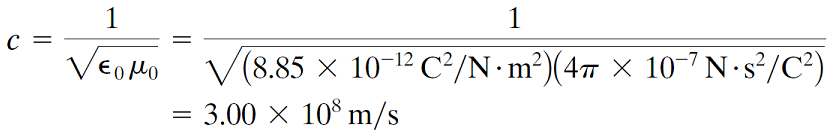 c = 1/√(ϵ₀μ₀) = 1/√((8.85 × 10⁻¹² C²/N·m²)(4π × 10⁻⁷ N·s²/C²))
= 3.00 × 10⁸ m/s